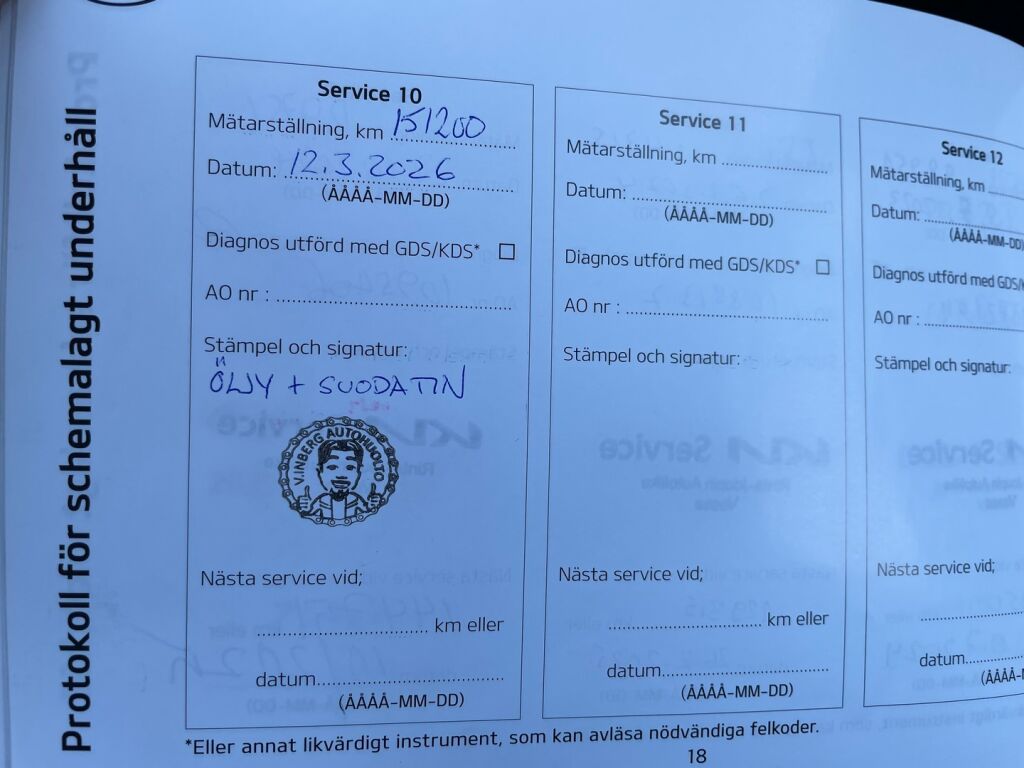 Protokoll för schemalagt underhåll
Service 10
Mätarställning, km 151200
Datum: 12.3.2026
(ÅÅÅÅ-MM-DD)
Diagnos utförd med GDS/KDS*
AO nr :
Stämpel och signatur:
ÖLJY + SUODATIN
V.INBERG AUTOHUOLTO
Nästa service vid;
km eller
datum
(ÅÅÅÅ-MM-DD)
Service 11
Mätarställning, km
Datum:
(ÅÅÅÅ-MM-DD)
Diagnos utförd med GDS/KDS*
AO nr :
Stämpel och signatur:
Nästa service vid;
km eller
datum
(ÅÅÅÅ-MM-DD)
Service 12
Mätarställning, km
Datum:
(ÅÅÅÅ-MM-DD)
Diagnos utförd med
AO nr :
Stämpel och signatur:
Nästa service vid;
datum
*Eller annat likvärdigt instrument, som kan avläsa nödvändiga felkoder.
18